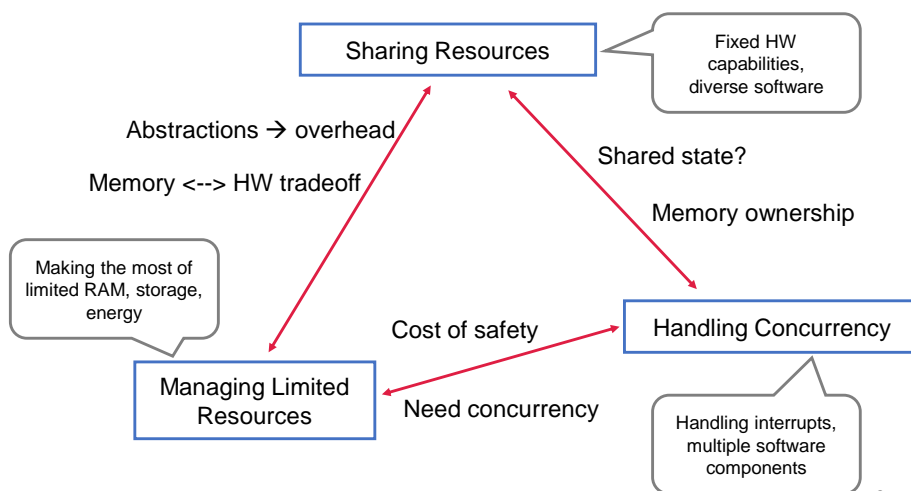 Sharing Resources
Fixed HW
capabilities,
diverse software
Abstractions → overhead
Memory <--> HW tradeoff
Shared state?
Memory ownership
Making the most of
limited RAM, storage,
energy
Cost of safety
Handling Concurrency
Managing Limited
Resources
Need concurrency
Handling interrupts,
multiple software
components